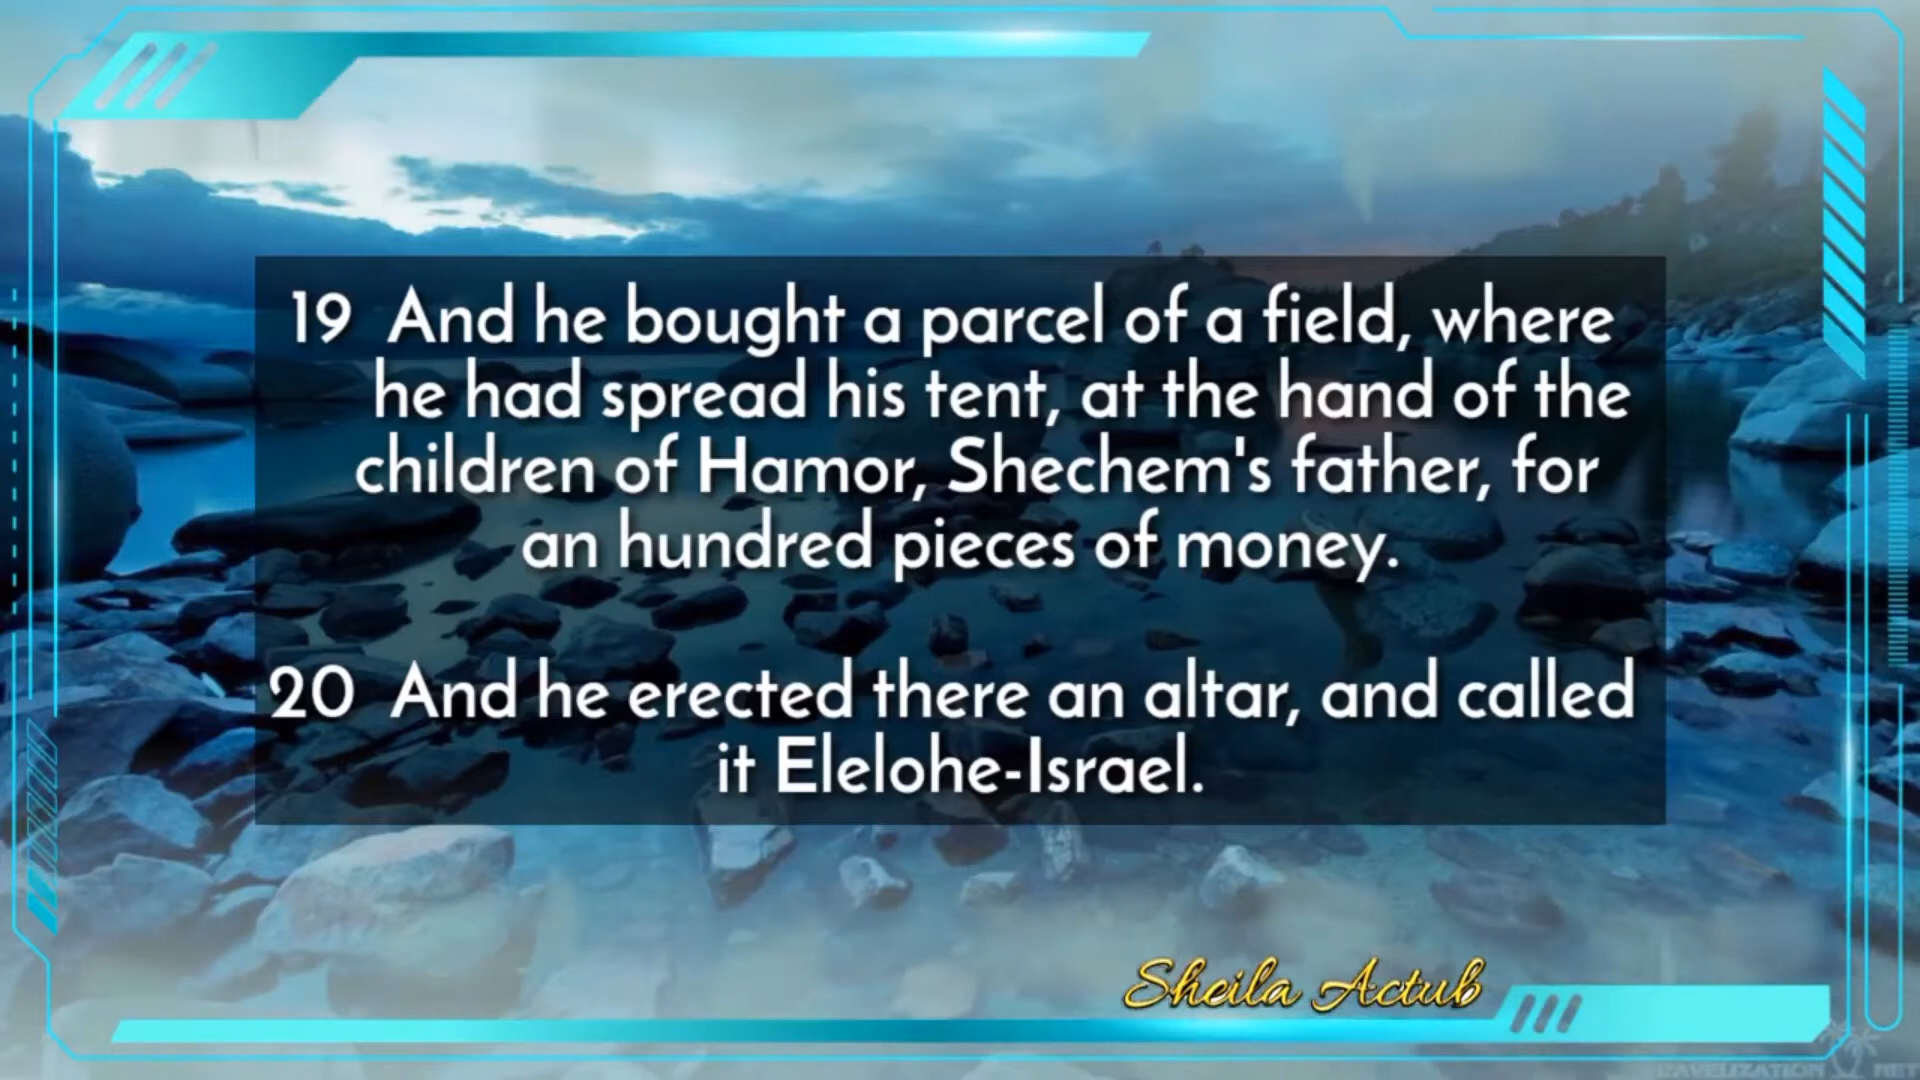 19 And he bought a parcel of a field, where
he had spread his tent, at the hand of the
children of Hamor, Shechem's father, for
an hundred pieces of money.
20 And he erected there an altar, and called
it Elelohe-Israel.
Sheila Actub